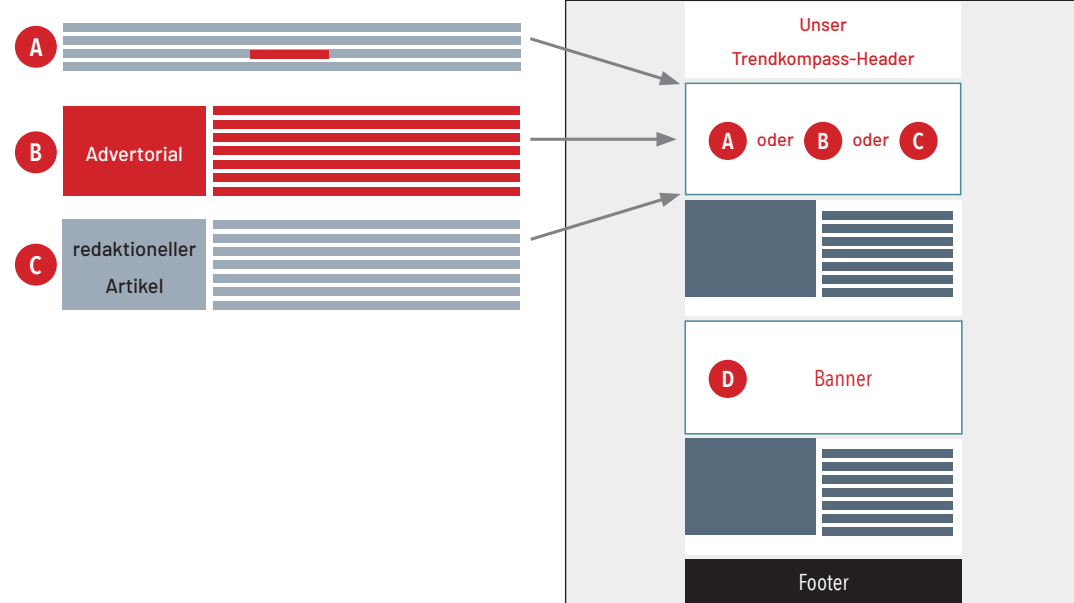 A
B
Advertorial
C
redaktioneller
Artikel
Unser
Trendkompass-Header
A oder B oder C
D Banner
Footer